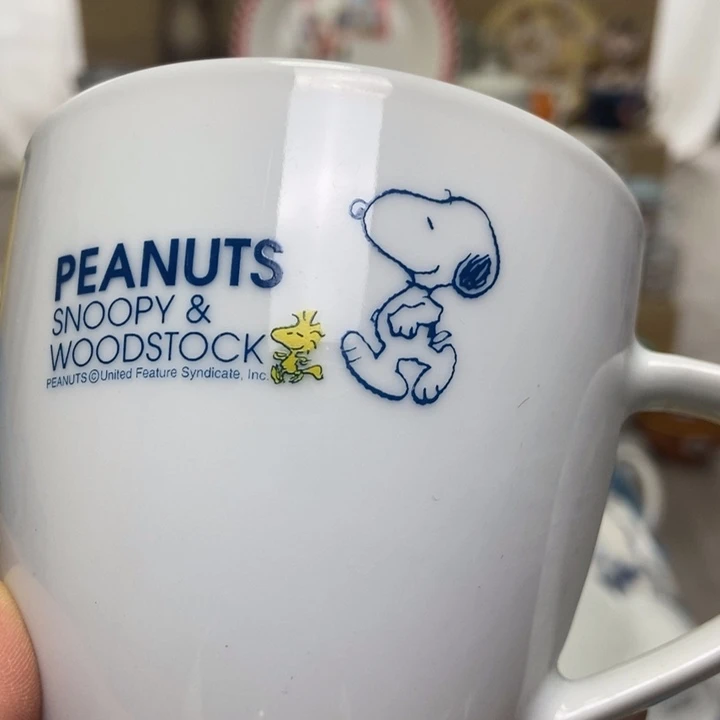 PEANUTS
SNOOPY &
WOODSTOCK
PEANUTS ©United Feature Syndicate, Inc.